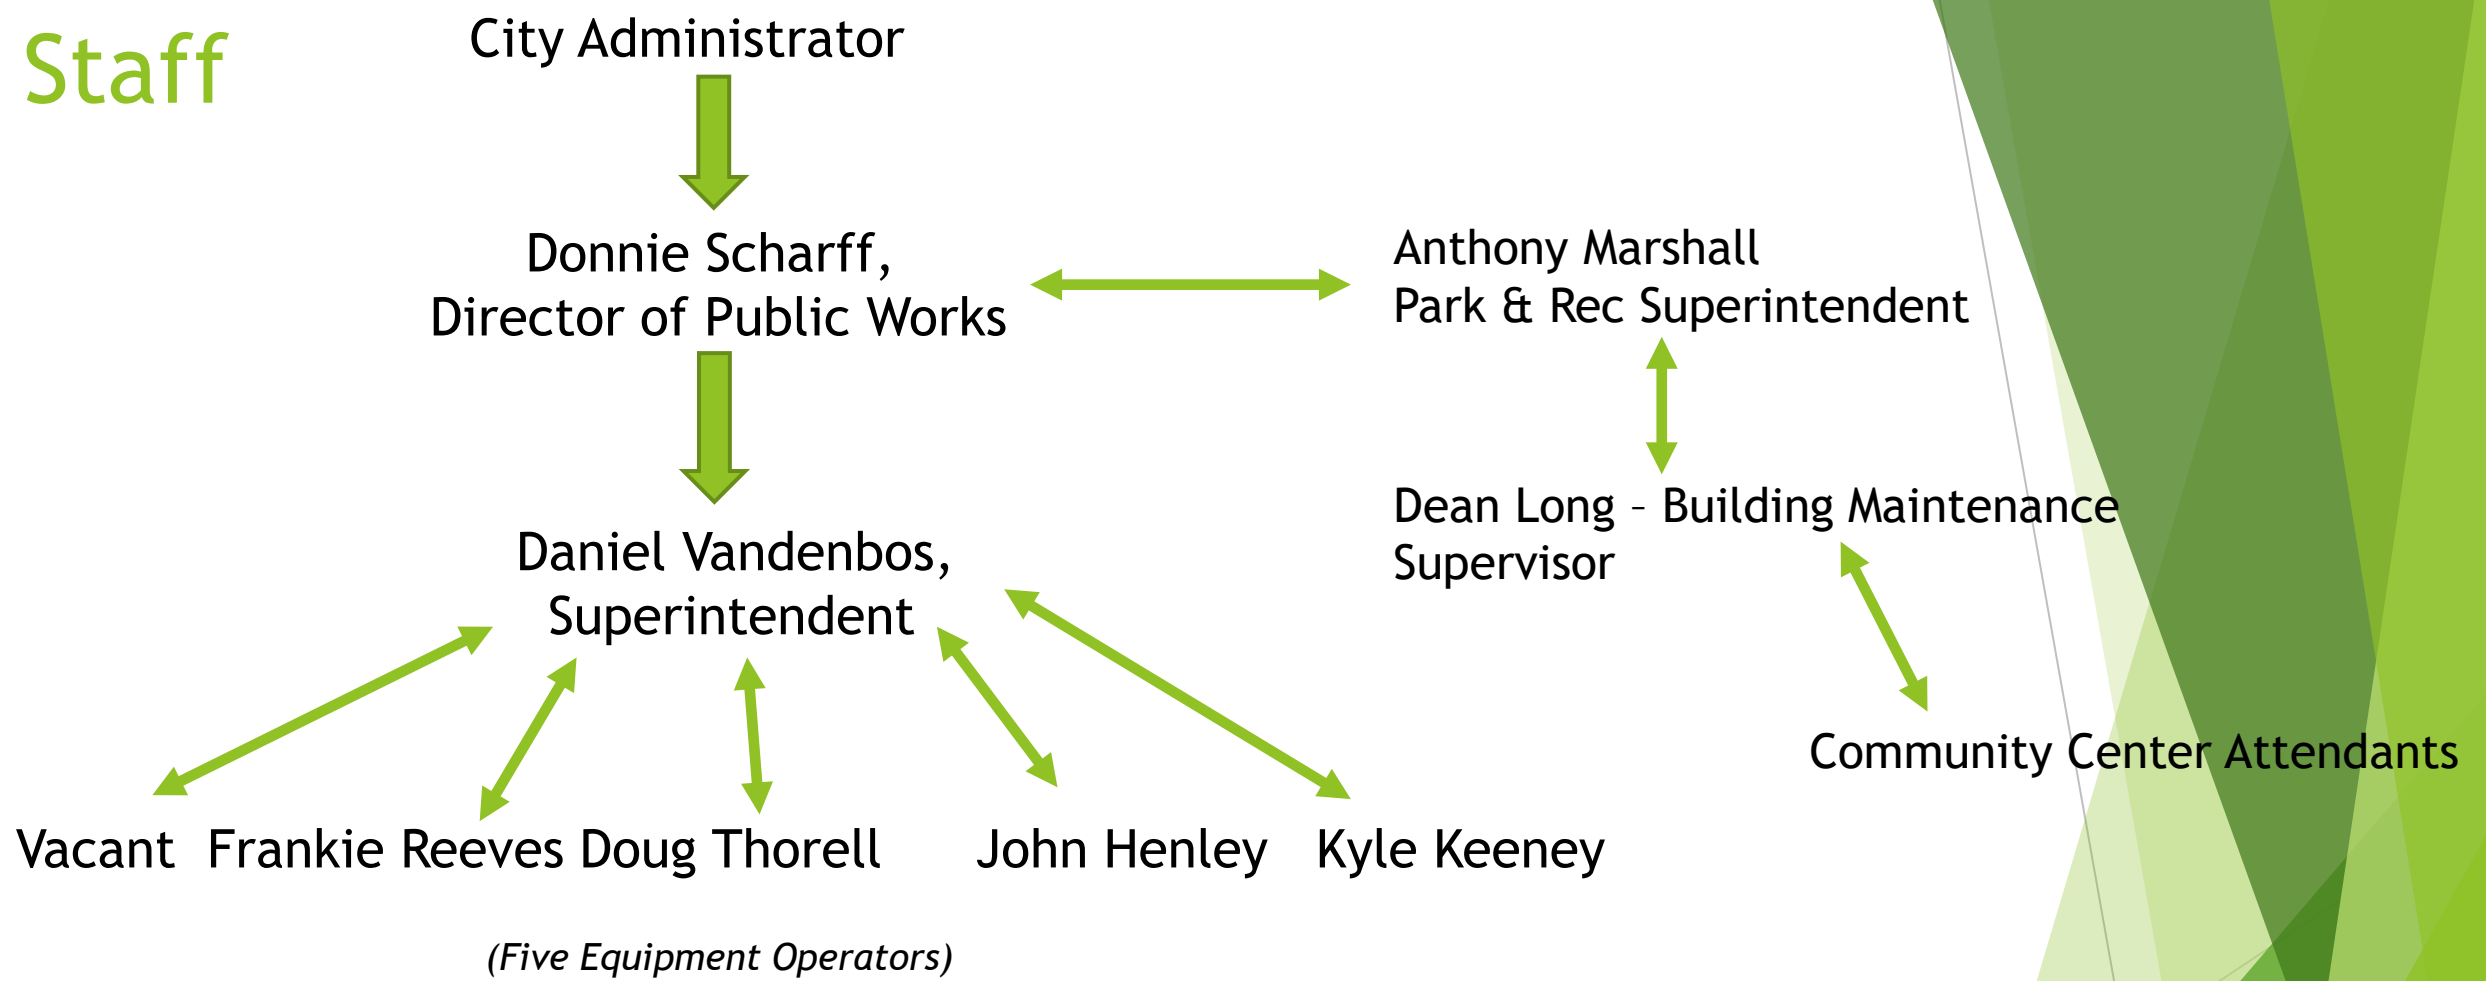 Staff
City Administrator
Donnie Scharff,
Director of Public Works
Anthony Marshall
Park & Rec Superintendent
Dean Long – Building Maintenance
Supervisor
Daniel Vandenbos,
Superintendent
Community Center Attendants
Vacant Frankie Reeves Doug Thorell John Henley Kyle Keeney
(Five Equipment Operators)